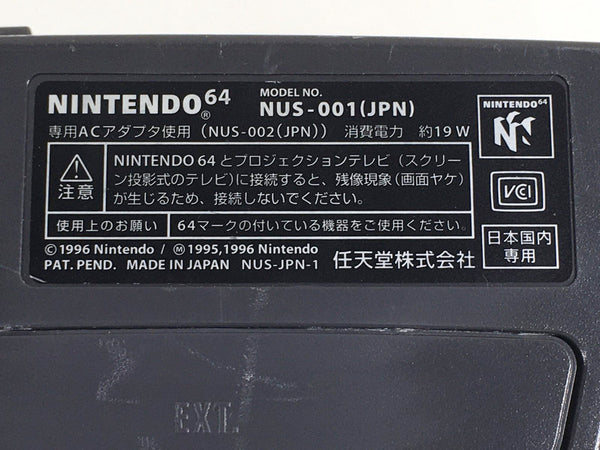 NINTENDO64®
MODEL NO.
NUS-001(JPN)
NINTENDO64
専用ACアダプタ使用（NUS-002(JPN)） 消費電力 約19W
注意
NINTENDO 64 とプロジェクションテレビ（スクリーン投影式のテレビ）に接続すると、残像現象（画面ヤケ）
が生じるため、接続しないでください。
VCI
使用上のお願い 64マークの付いている機器をご使用ください。
日本国内
専用
©1996 Nintendo / Ⓜ1995,1996 Nintendo
PAT. PEND. MADE IN JAPAN NUS-JPN-1 任天堂株式会社
EXT.